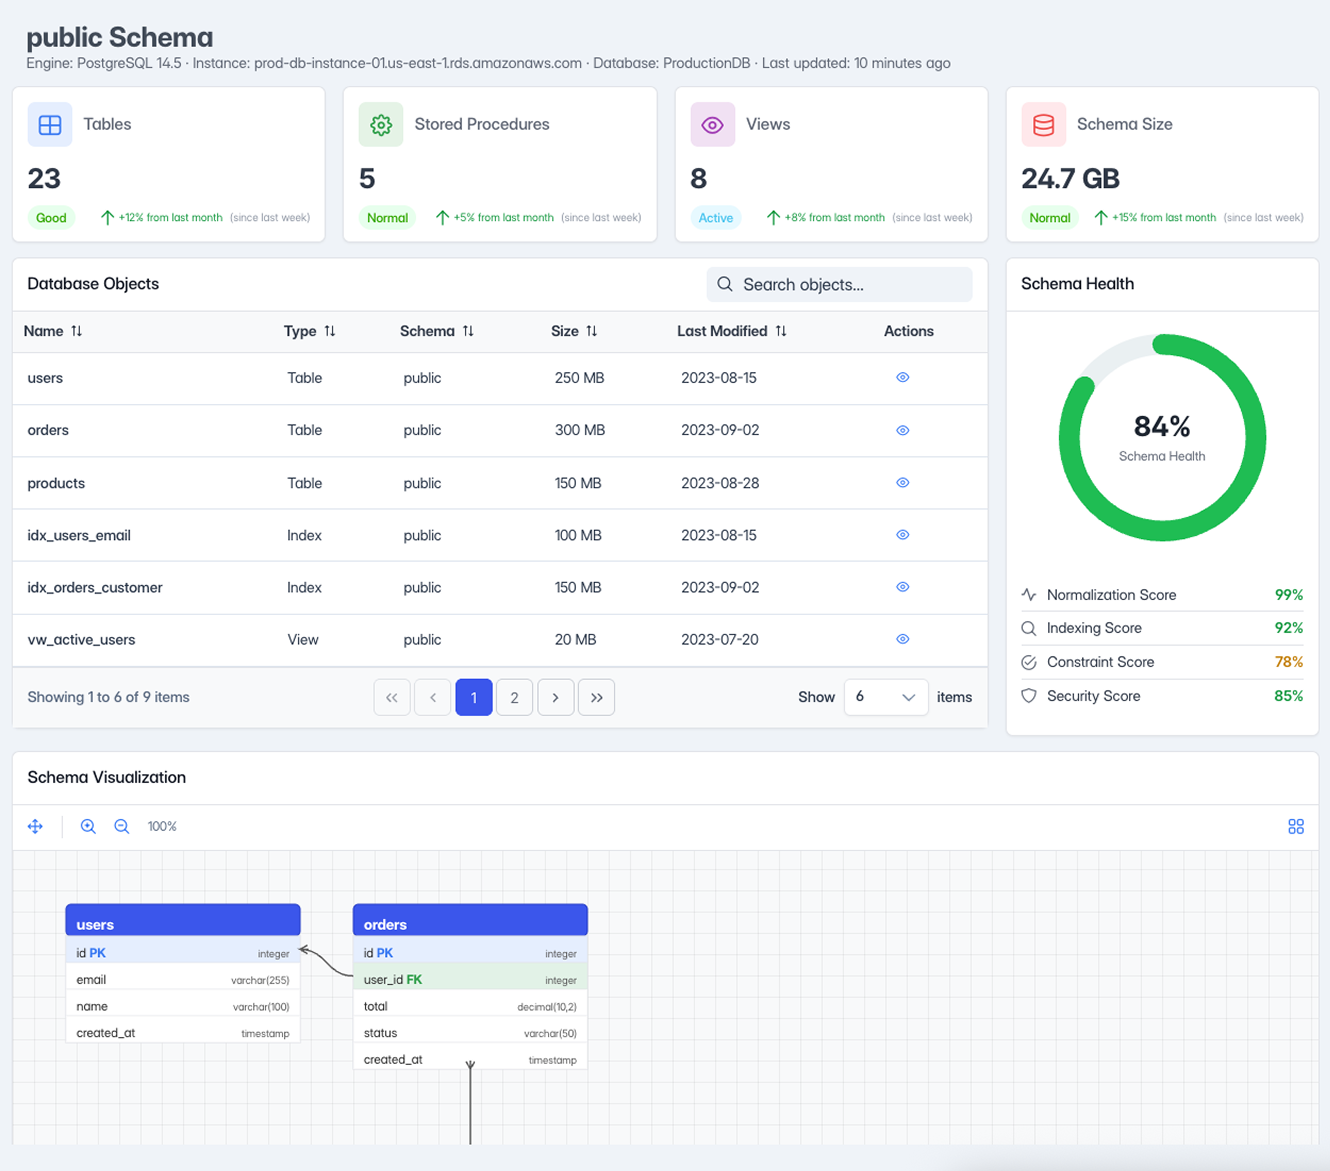 public Schema
Engine: PostgreSQL 14.5 · Instance: prod-db-instance-01.us-east-1.rds.amazonaws.com · Database: ProductionDB · Last updated: 10 minutes ago
Tables
23
Good +12% from last month (since last week)
Stored Procedures
5
Normal +5% from last month (since last week)
Views
8
Active +8% from last month (since last week)
Schema Size
24.7 GB
Normal +15% from last month (since last week)
Database Objects
Search objects...
Name Type Schema Size Last Modified Actions
users Table public 250 MB 2023-08-15
orders Table public 300 MB 2023-09-02
products Table public 150 MB 2023-08-28
idx_users_email Index public 100 MB 2023-08-15
idx_orders_customer Index public 150 MB 2023-09-02
vw_active_users View public 20 MB 2023-07-20
Showing 1 to 6 of 9 items 1 2 Show 6 items
Schema Health
84%
Schema Health
Normalization Score 99%
Indexing Score 92%
Constraint Score 78%
Security Score 85%
Schema Visualization
100%
users
id PK integer
email varchar(255)
name varchar(100)
created_at timestamp
orders
id PK integer
user_id FK integer
total decimal(10,2)
status varchar(50)
created_at timestamp